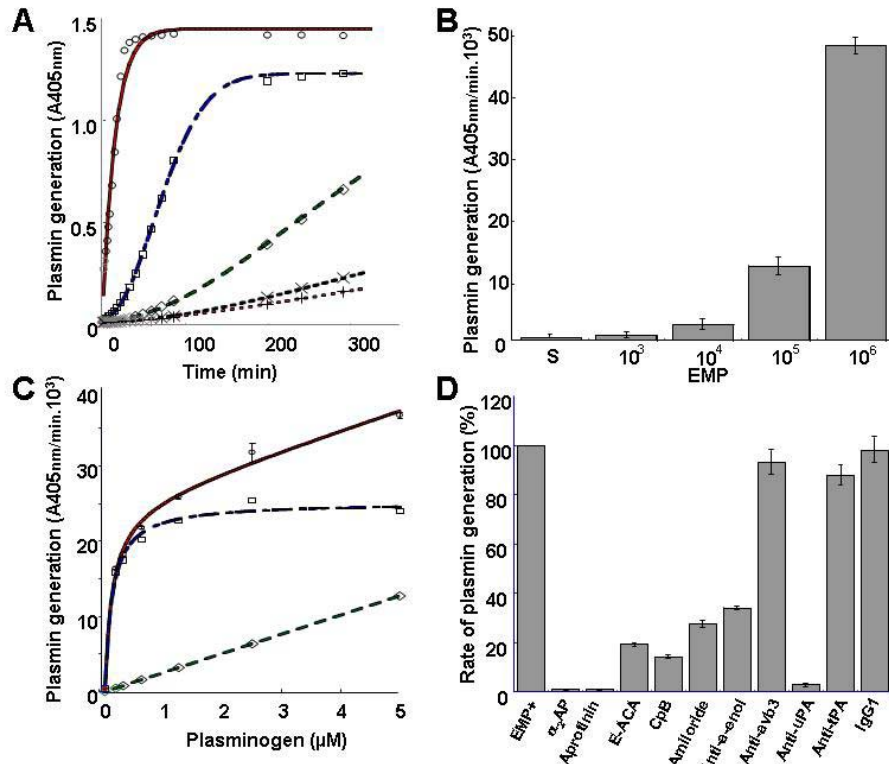 A
Plasmin generation (A405nm)
1.5
1.0
0.5
0
0 100 200 300
Time (min)
B
Plasmin generation (A405nm/min.10³)
50
40
30
20
10
0
S 10³ 10⁴ 10⁵ 10⁶
EMP
C
Plasmin generation (A405nm/min.10³)
40
30
20
10
0
0 1 2 3 4 5
Plasminogen (µM)
D
Rate of plasmin generation (%)
120
100
80
60
40
20
0
EMP+
α₂AP
Aprotinin
E-ACA
CpB
Amiloride
Anti-a-enol
Anti-avb3
Anti-uPA
Anti-tPA
IgG1